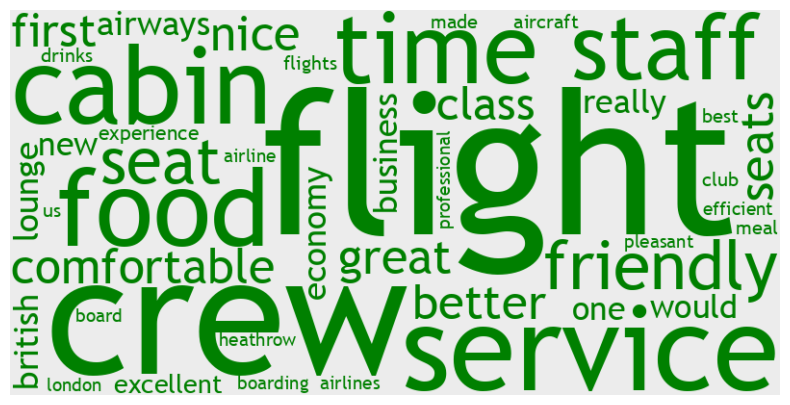 first
airways
nice
made
aircraft
time
staff
drinks
flights
cabin
class
really
best
flight
business
professional
seats
new
experience
seat
airline
lounge
us
food
economy
club
efficient
meal
comfortable
great
pleasant
friendly
british
board
crew
heathrow
better
one
would
service
london
excellent
boarding
airlines